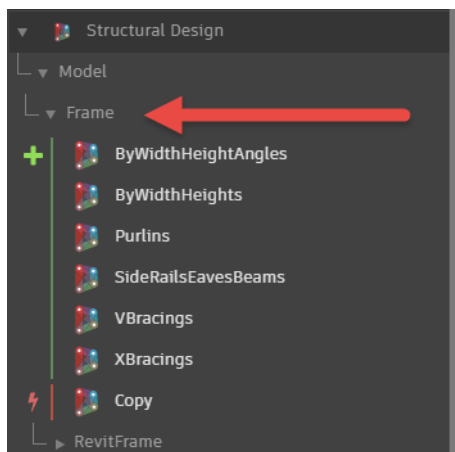 Structural Design
Model
Frame
ByWidthHeightAngles
ByWidthHeights
Purlins
SideRailsEavesBeams
VBracings
XBracings
Copy
RevitFrame